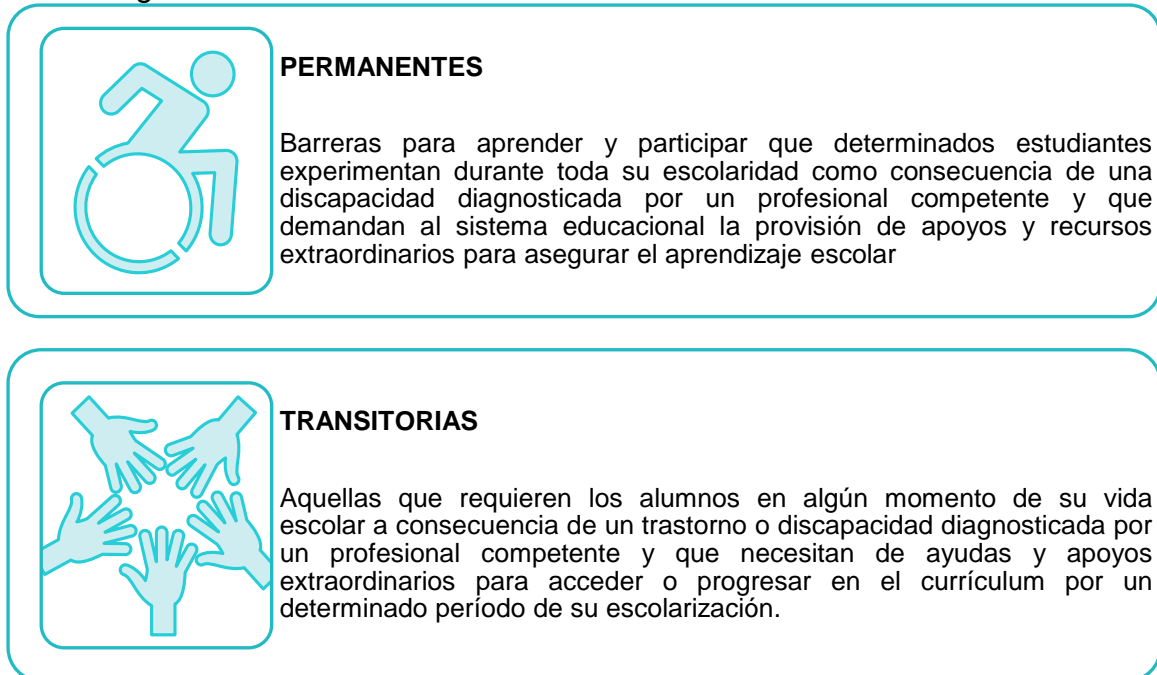 PERMANENTES
Barreras para aprender y participar que determinados estudiantes
experimentan durante toda su escolaridad como consecuencia de una
discapacidad diagnosticada por un profesional competente y que
demandan al sistema educacional la provisión de apoyos y recursos
extraordinarios para asegurar el aprendizaje escolar
TRANSITORIAS
Aquellas que requieren los alumnos en algún momento de su vida
escolar a consecuencia de un trastorno o discapacidad diagnosticada por
un profesional competente y que necesitan de ayudas y apoyos
extraordinarios para acceder o progresar en el currículum por un
determinado período de su escolarización.